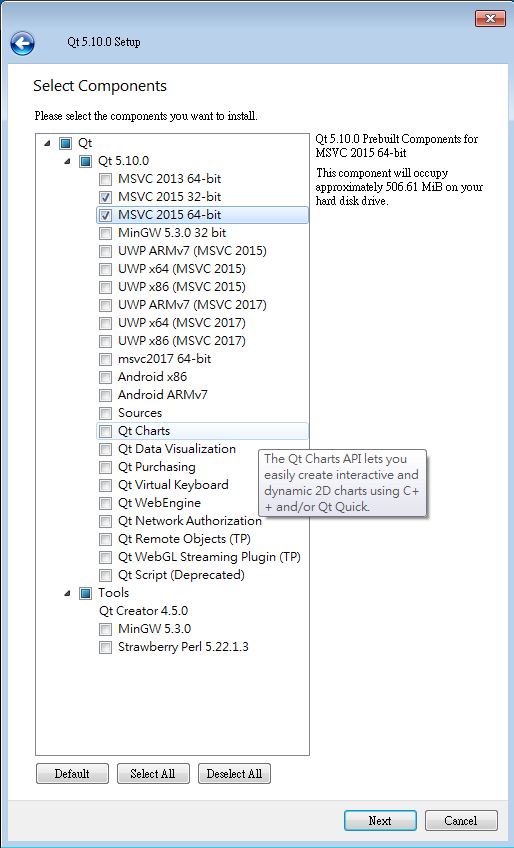 Qt 5.10.0 Setup
Select Components
Please select the components you want to install.
Qt
Qt 5.10.0
MSVC 2013 64-bit
MSVC 2015 32-bit
MSVC 2015 64-bit
MinGW 5.3.0 32 bit
UWP ARMv7 (MSVC 2015)
UWP x64 (MSVC 2015)
UWP x86 (MSVC 2015)
UWP ARMv7 (MSVC 2017)
UWP x64 (MSVC 2017)
UWP x86 (MSVC 2017)
msvc2017 64-bit
Android x86
Android ARMv7
Sources
Qt Charts
Qt Data Visualization
Qt Purchasing
Qt Virtual Keyboard
Qt WebEngine
Qt Network Authorization
Qt Remote Objects (TP)
Qt WebGL Streaming Plugin (TP)
Qt Script (Deprecated)
Tools
Qt Creator 4.5.0
MinGW 5.3.0
Strawberry Perl 5.22.1.3
Qt 5.10.0 Prebuilt Components for
MSVC 2015 64-bit
This component will occupy
approximately 506.61 MiB on your
hard disk drive.
The Qt Charts API lets you
easily create interactive and
dynamic 2D charts using C+
+ and/or Qt Quick.
Default
Select All
Deselect All
Next
Cancel